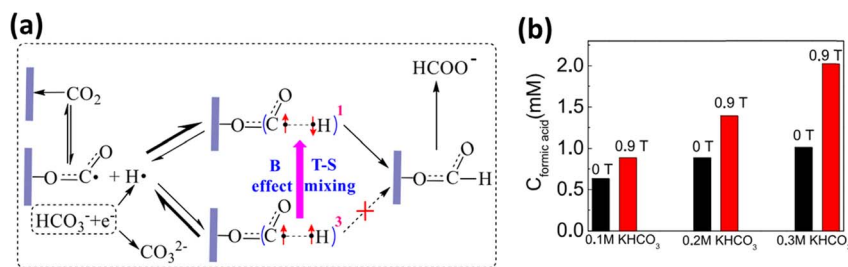 (a)
HCOO⁻
CO₂
O
O=(C•---•H)¹
O
O=C• + H•
B T-S
effect mixing
O
O=C-H
HCO₃⁻+e⁻
CO₃²⁻
O
O=(C•---•H)³
(b)
C formic acid (mM)
2.0
1.5
1.0
0.5
0.0
0 T
0.9 T
0 T
0.9 T
0 T
0.9 T
0.1M KHCO₃
0.2M KHCO₃
0.3M KHCO₃